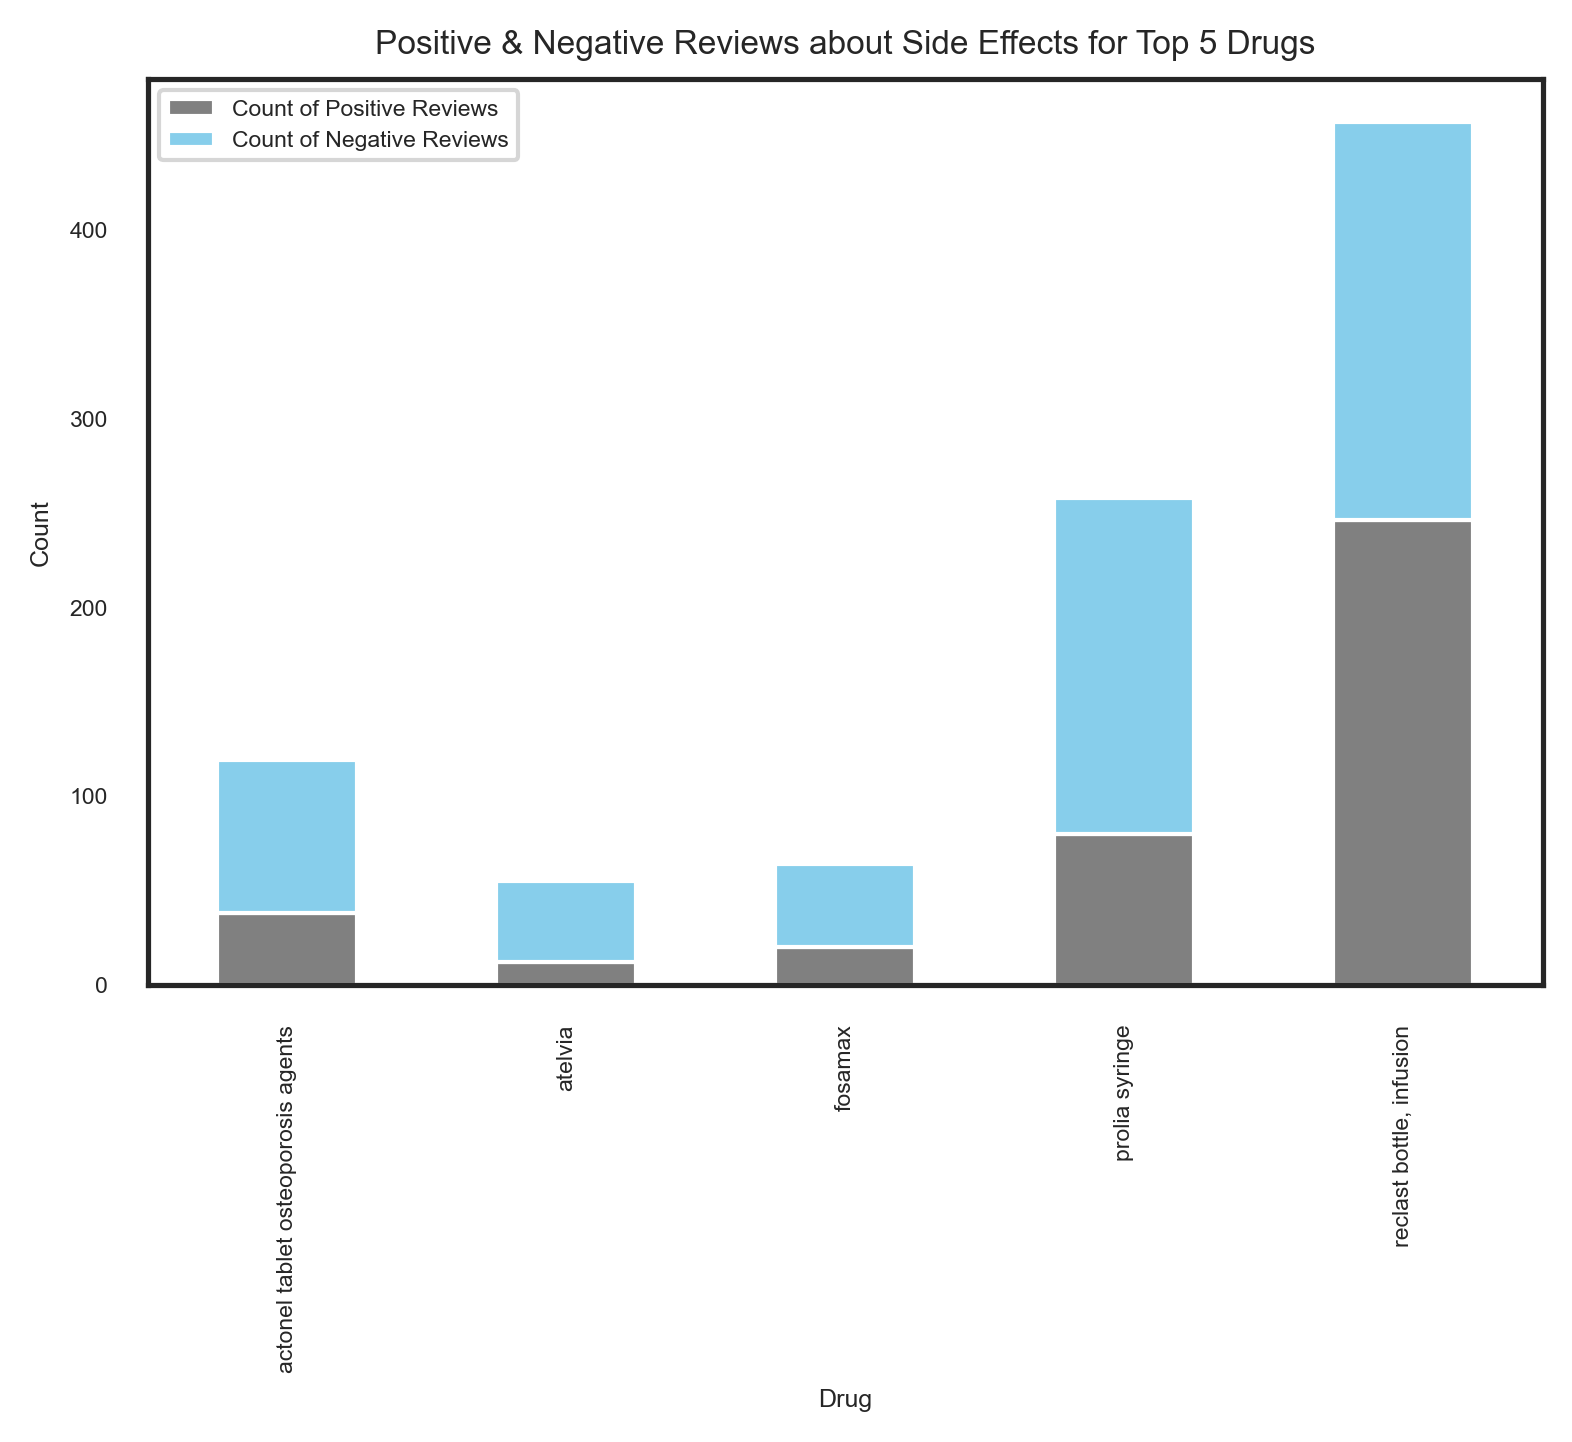 Positive & Negative Reviews about Side Effects for Top 5 Drugs
Count of Positive Reviews
Count of Negative Reviews
400
300
200
100
0
Count
actonel tablet osteoporosis agents
atelvia
fosamax
prolia syringe
reclast bottle, infusion
Drug